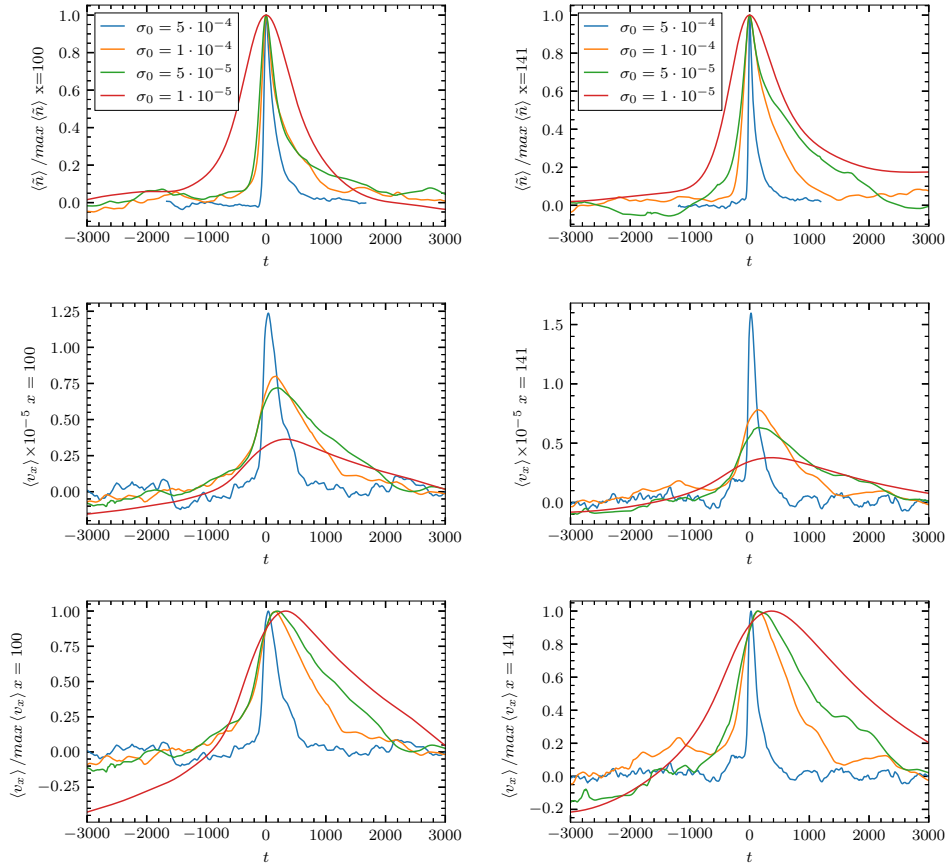 ⟨ñ⟩ /max ⟨ñ⟩ x=100
1.0
0.8
0.6
0.4
0.2
0.0
σ₀ = 5 · 10⁻⁴
σ₀ = 1 · 10⁻⁴
σ₀ = 5 · 10⁻⁵
σ₀ = 1 · 10⁻⁵
−3000 −2000 −1000 0 1000 2000 3000
t
⟨ñ⟩ /max ⟨ñ⟩ x=141
1.0
0.8
0.6
0.4
0.2
0.0
σ₀ = 5 · 10⁻⁴
σ₀ = 1 · 10⁻⁴
σ₀ = 5 · 10⁻⁵
σ₀ = 1 · 10⁻⁵
−3000 −2000 −1000 0 1000 2000 3000
t
⟨vₓ⟩ ×10⁻⁵ x = 100
1.25
1.00
0.75
0.50
0.25
0.00
−3000 −2000 −1000 0 1000 2000 3000
t
⟨vₓ⟩ ×10⁻⁵ x = 141
1.5
1.0
0.5
0.0
−3000 −2000 −1000 0 1000 2000 3000
t
⟨vₓ⟩ /max ⟨vₓ⟩ x = 100
1.00
0.75
0.50
0.25
0.00
−0.25
−3000 −2000 −1000 0 1000 2000 3000
t
⟨vₓ⟩ /max ⟨vₓ⟩ x = 141
1.0
0.8
0.6
0.4
0.2
0.0
−0.2
−3000 −2000 −1000 0 1000 2000 3000
t